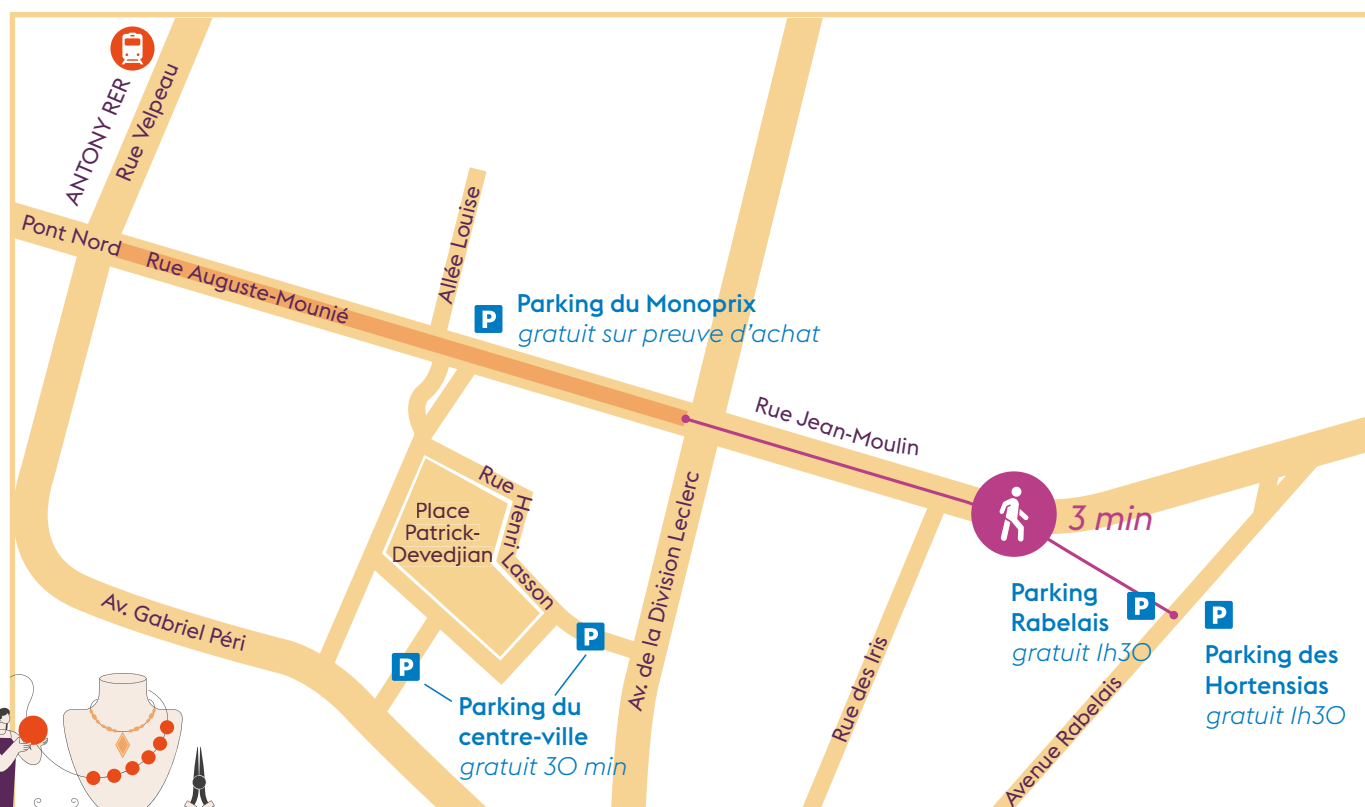 ANTONY RER
Rue Velpeau
Pont Nord
Rue Auguste-Mounié
Allée Louise
P
Parking du Monoprix
gratuit sur preuve d'achat
Rue Jean-Moulin
Rue Henri Lasson
Place
Patrick-
Devedjian
Av. de la Division Leclerc
3 min
Av. Gabriel Péri
P
P
Parking du
centre-ville
gratuit 30 min
Rue des Iris
Parking
Rabelais
P
gratuit 1h30
P
Parking des
Hortensias
gratuit 1h30
Avenue Rabelais